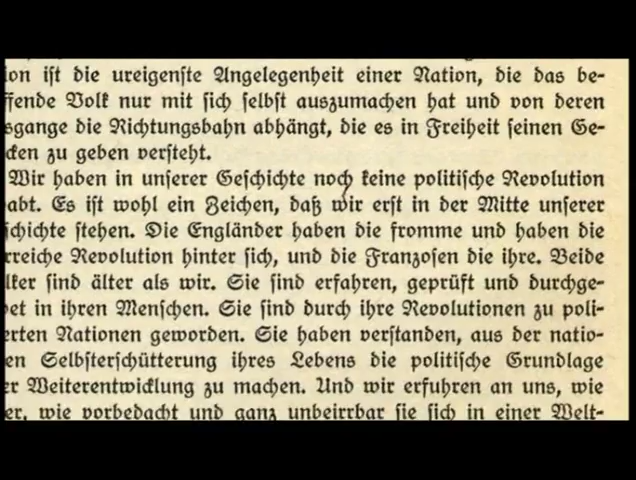 ion ist die ureigenste Angelegenheit einer Nation, die das be-
ffende Volk nur mit sich selbst auszumachen hat und von deren
sgange die Richtungsbahn abhängt, die es in Freiheit seinen Ge-
cken zu geben versteht.
Wir haben in unserer Geschichte noch keine politische Revolution
abt. Es ist wohl ein Zeichen, daß wir erst in der Mitte unserer
schichte stehen. Die Engländer haben die fromme und haben die
rreiche Revolution hinter sich, und die Franzosen die ihre. Beide
lker sind älter als wir. Sie sind erfahren, geprüft und durchge-
et in ihren Menschen. Sie sind durch ihre Revolutionen zu poli-
erten Nationen geworden. Sie haben verstanden, aus der natio-
en Selbsterschütterung ihres Lebens die politische Grundlage
er Weiterentwicklung zu machen. Und wir erfuhren an uns, wie
er, wie vorbedacht und ganz unbeirrbar sie sich in einer Welt-